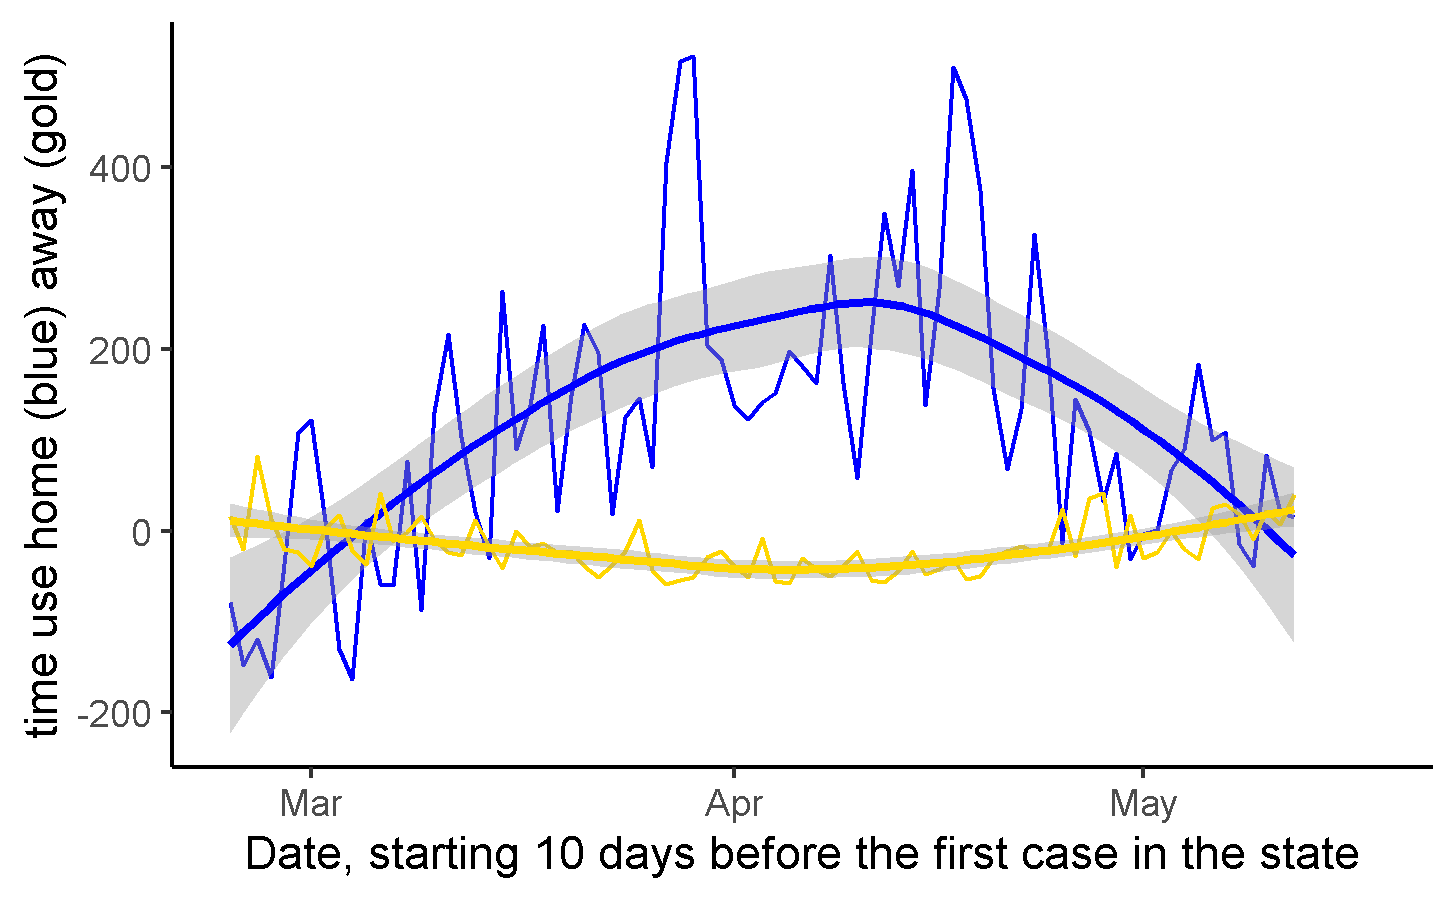 time use home (blue) away (gold)
400
200
0
-200
Mar Apr May
Date, starting 10 days before the first case in the state